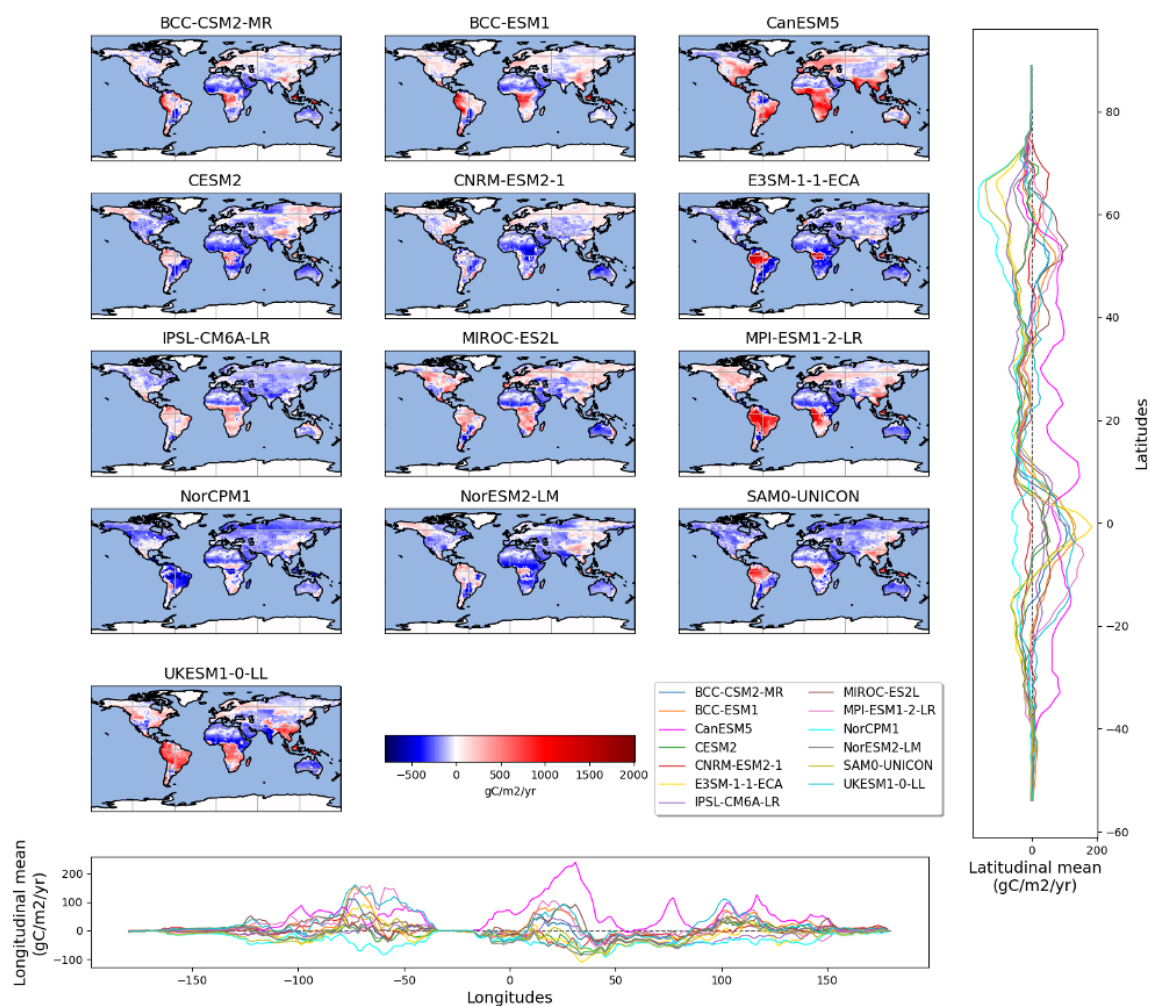 BCC-CSM2-MR BCC-ESM1 CanESM5
CESM2 CNRM-ESM2-1 E3SM-1-1-ECA
IPSL-CM6A-LR MIROC-ES2L MPI-ESM1-2-LR
NorCPM1 NorESM2-LM SAM0-UNICON
UKESM1-0-LL
−500 0 500 1000 1500 2000
gC/m2/yr
BCC-CSM2-MR MIROC-ES2L
BCC-ESM1 MPI-ESM1-2-LR
CanESM5 NorCPM1
CESM2 NorESM2-LM
CNRM-ESM2-1 SAM0-UNICON
E3SM-1-1-ECA UKESM1-0-LL
IPSL-CM6A-LR
80
60
40
20
0
−20
−40
−60
Latitudes
0 200
Latitudinal mean
(gC/m2/yr)
Longitudinal mean
(gC/m2/yr)
200
100
0
−100
−150 −100 −50 0 50 100 150
Longitudes